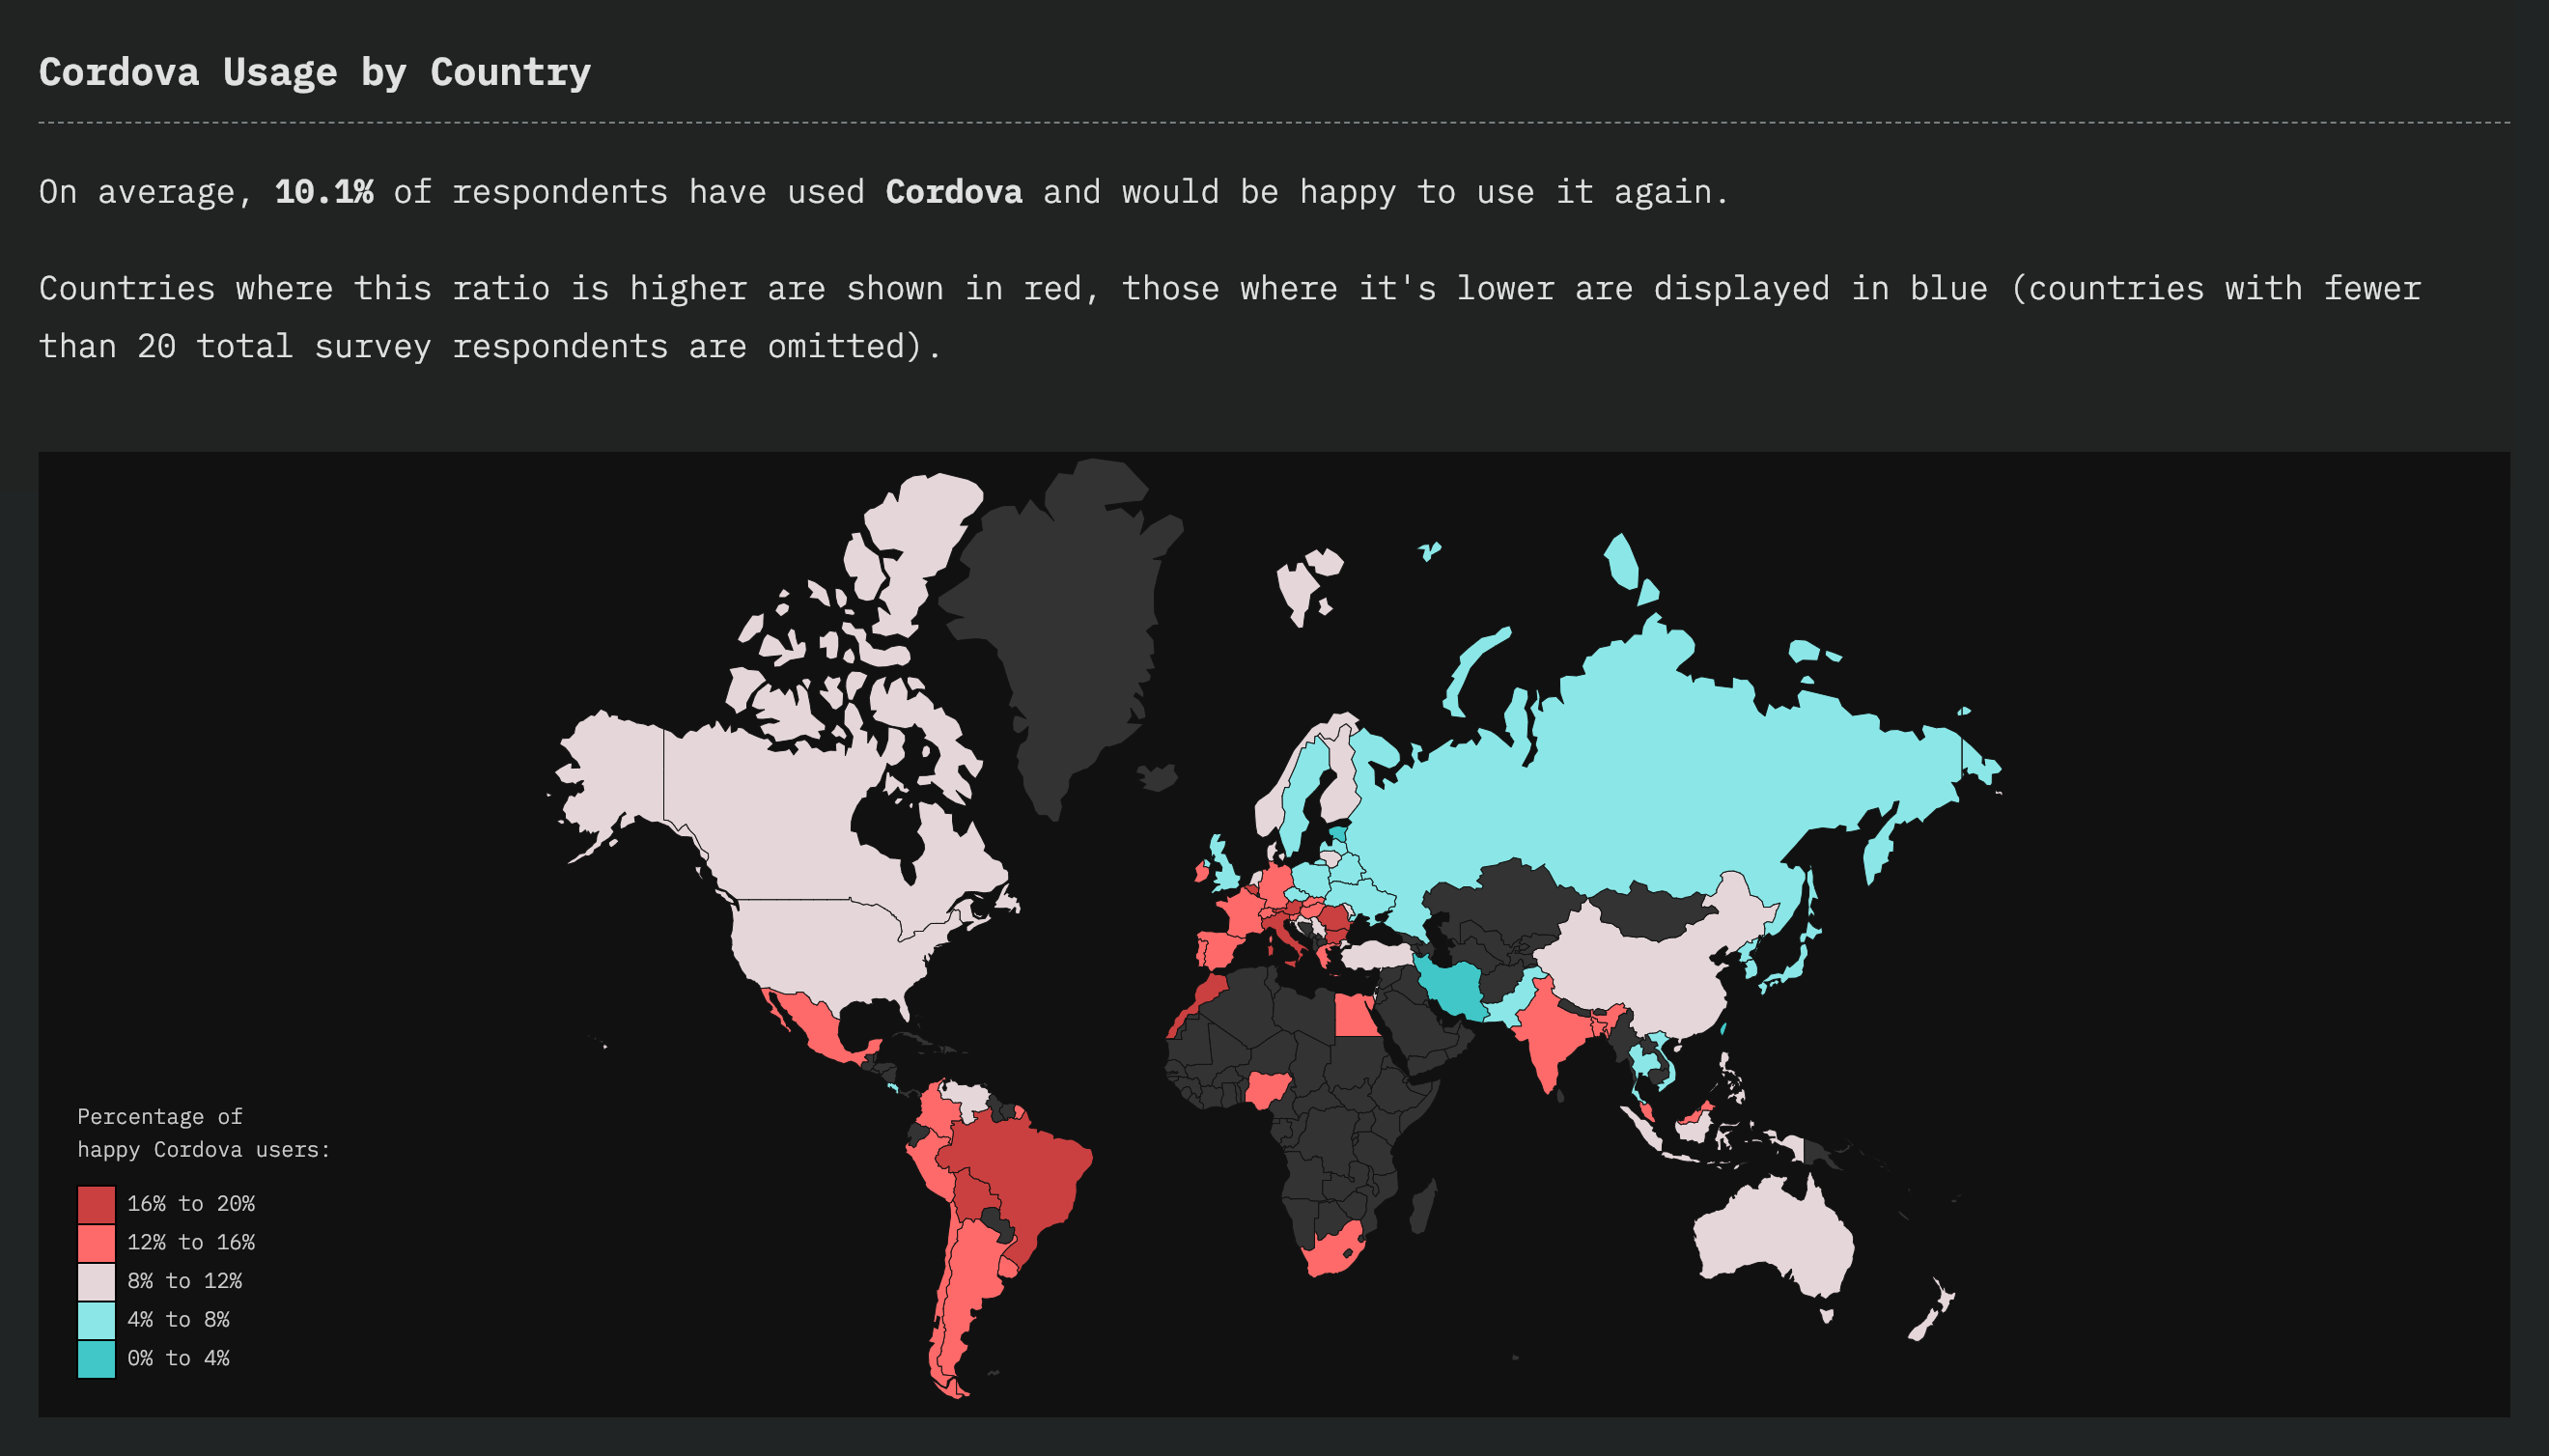 Cordova Usage by Country
On average, 10.1% of respondents have used Cordova and would be happy to use it again.
Countries where this ratio is higher are shown in red, those where it's lower are displayed in blue (countries with fewer
than 20 total survey respondents are omitted).
Percentage of
happy Cordova users:
16% to 20%
12% to 16%
8% to 12%
4% to 8%
0% to 4%